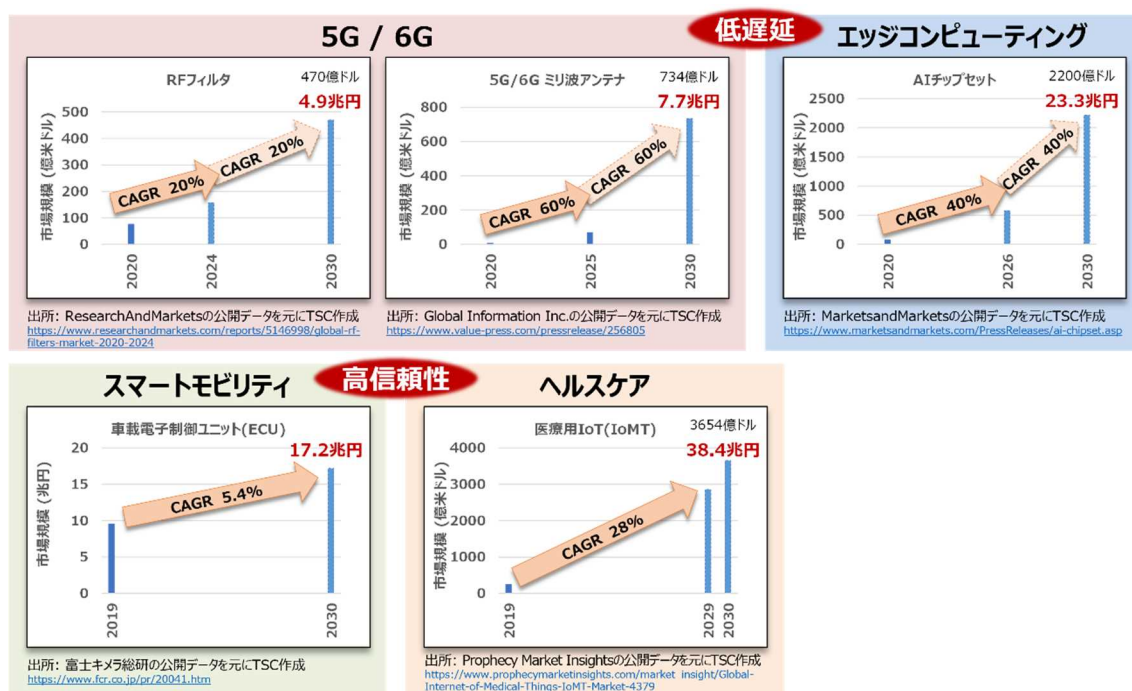 5G / 6G
低遅延
エッジコンピューティング
RFフィルタ
470億ドル
4.9兆円
市場規模 (億米ドル)
500
400
300
200
100
0
CAGR 20%
CAGR 20%
2020
2024
2030
出所: ResearchAndMarketsの公開データを元にTSC作成
https://www.researchandmarkets.com/reports/5146998/global-rf-
filters-market-2020-2024
5G/6G ミリ波アンテナ
734億ドル
7.7兆円
市場規模 (億米ドル)
800
600
400
200
0
CAGR 60%
CAGR 60%
2020
2025
2030
出所: Global Information Inc.の公開データを元にTSC作成
https://www.value-press.com/pressrelease/256805
AIチップセット
2200億ドル
23.3兆円
市場規模 (億米ドル)
2500
2000
1500
1000
500
0
CAGR 40%
CAGR 40%
2020
2026
2030
出所: MarketsandMarketsの公開データを元にTSC作成
https://www.marketsandmarkets.com/PressReleases/ai-chipset.asp
スマートモビリティ
高信頼性
ヘルスケア
車載電子制御ユニット(ECU)
17.2兆円
市場規模 (兆円)
20
15
10
5
0
CAGR 5.4%
2019
2030
出所: 富士キメラ総研の公開データを元にTSC作成
https://www.fcr.co.jp/pr/20041.htm
医療用IoT(IoMT)
3654億ドル
38.4兆円
市場規模 (億米ドル)
4000
3000
2000
1000
0
CAGR 28%
2019
2029
2030
出所: Prophecy Market Insightsの公開データを元にTSC作成
https://www.prophecymarketinsights.com/market_insight/Global-
Internet-of-Medical-Things-IoMT-Market-4379